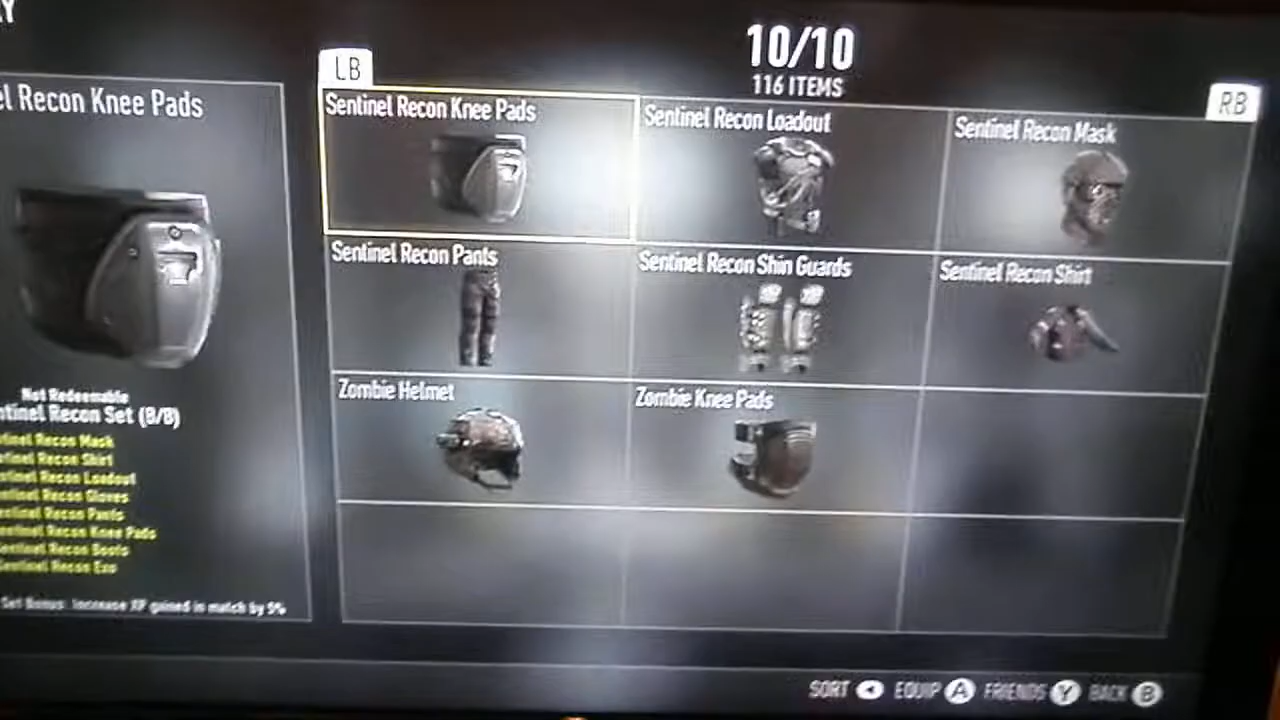 Y
10/10
116 ITEMS
LB
RB
el Recon Knee Pads
Sentinel Recon Knee Pads
Sentinel Recon Loadout
Sentinel Recon Mask
Sentinel Recon Pants
Sentinel Recon Shin Guards
Sentinel Recon Shirt
Zombie Helmet
Zombie Knee Pads
Not Redeemable
ntinel Recon Set (8/8)
ntinel Recon Mask
ntinel Recon Shirt
ntinel Recon Loadout
ntinel Recon Gloves
ntinel Recon Pants
entinel Recon Knee Pads
entinel Recon Boots
Sentinel Recon Exo
Set Bonus: Increase XP gained in match by 5%
SORT EQUIP A FRIENDS Y BACK B